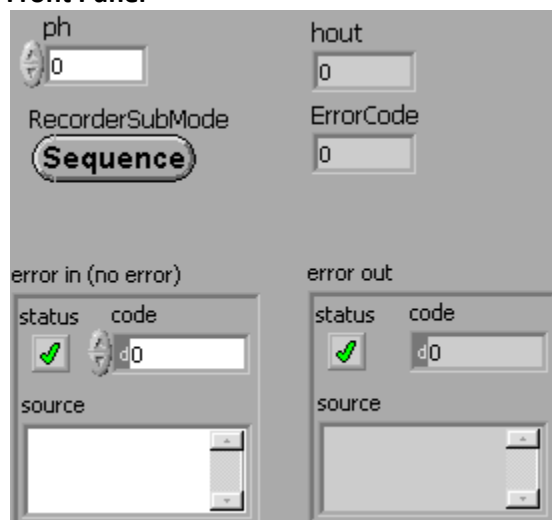 Front Panel
ph
0
hout
0
RecorderSubMode
Sequence
ErrorCode
0
error in (no error)
status code
d0
source
error out
status code
d0
source